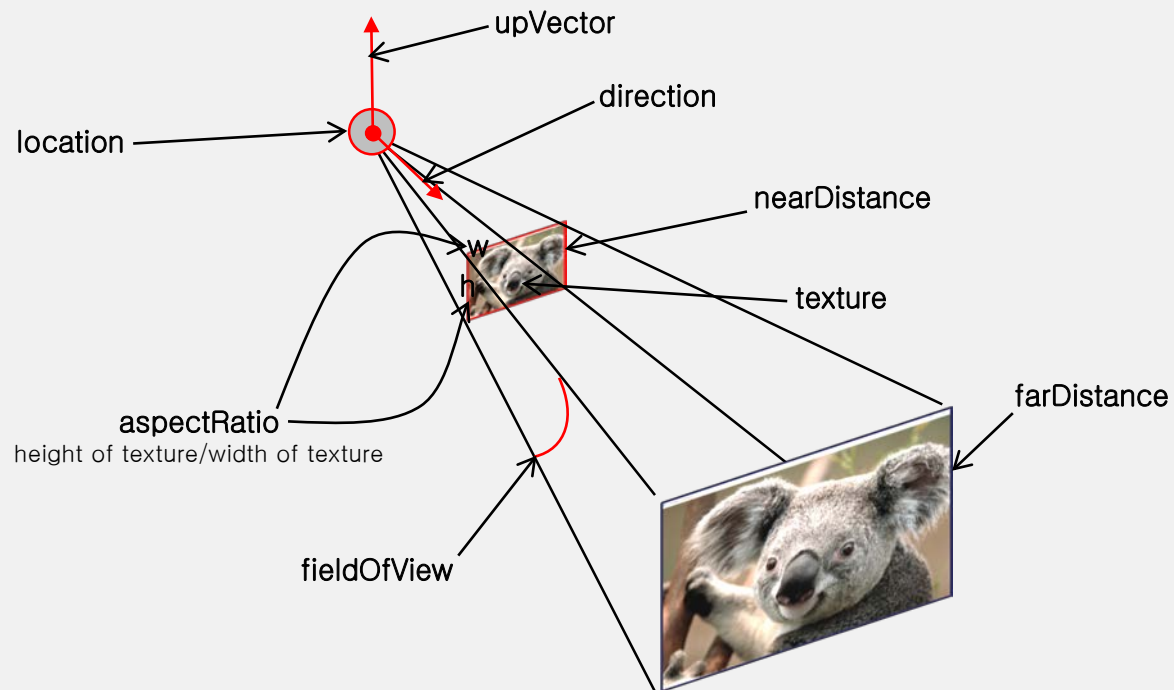 upVector
direction
location
nearDistance
w
h
texture
farDistance
aspectRatio
height of texture/width of texture
fieldOfView